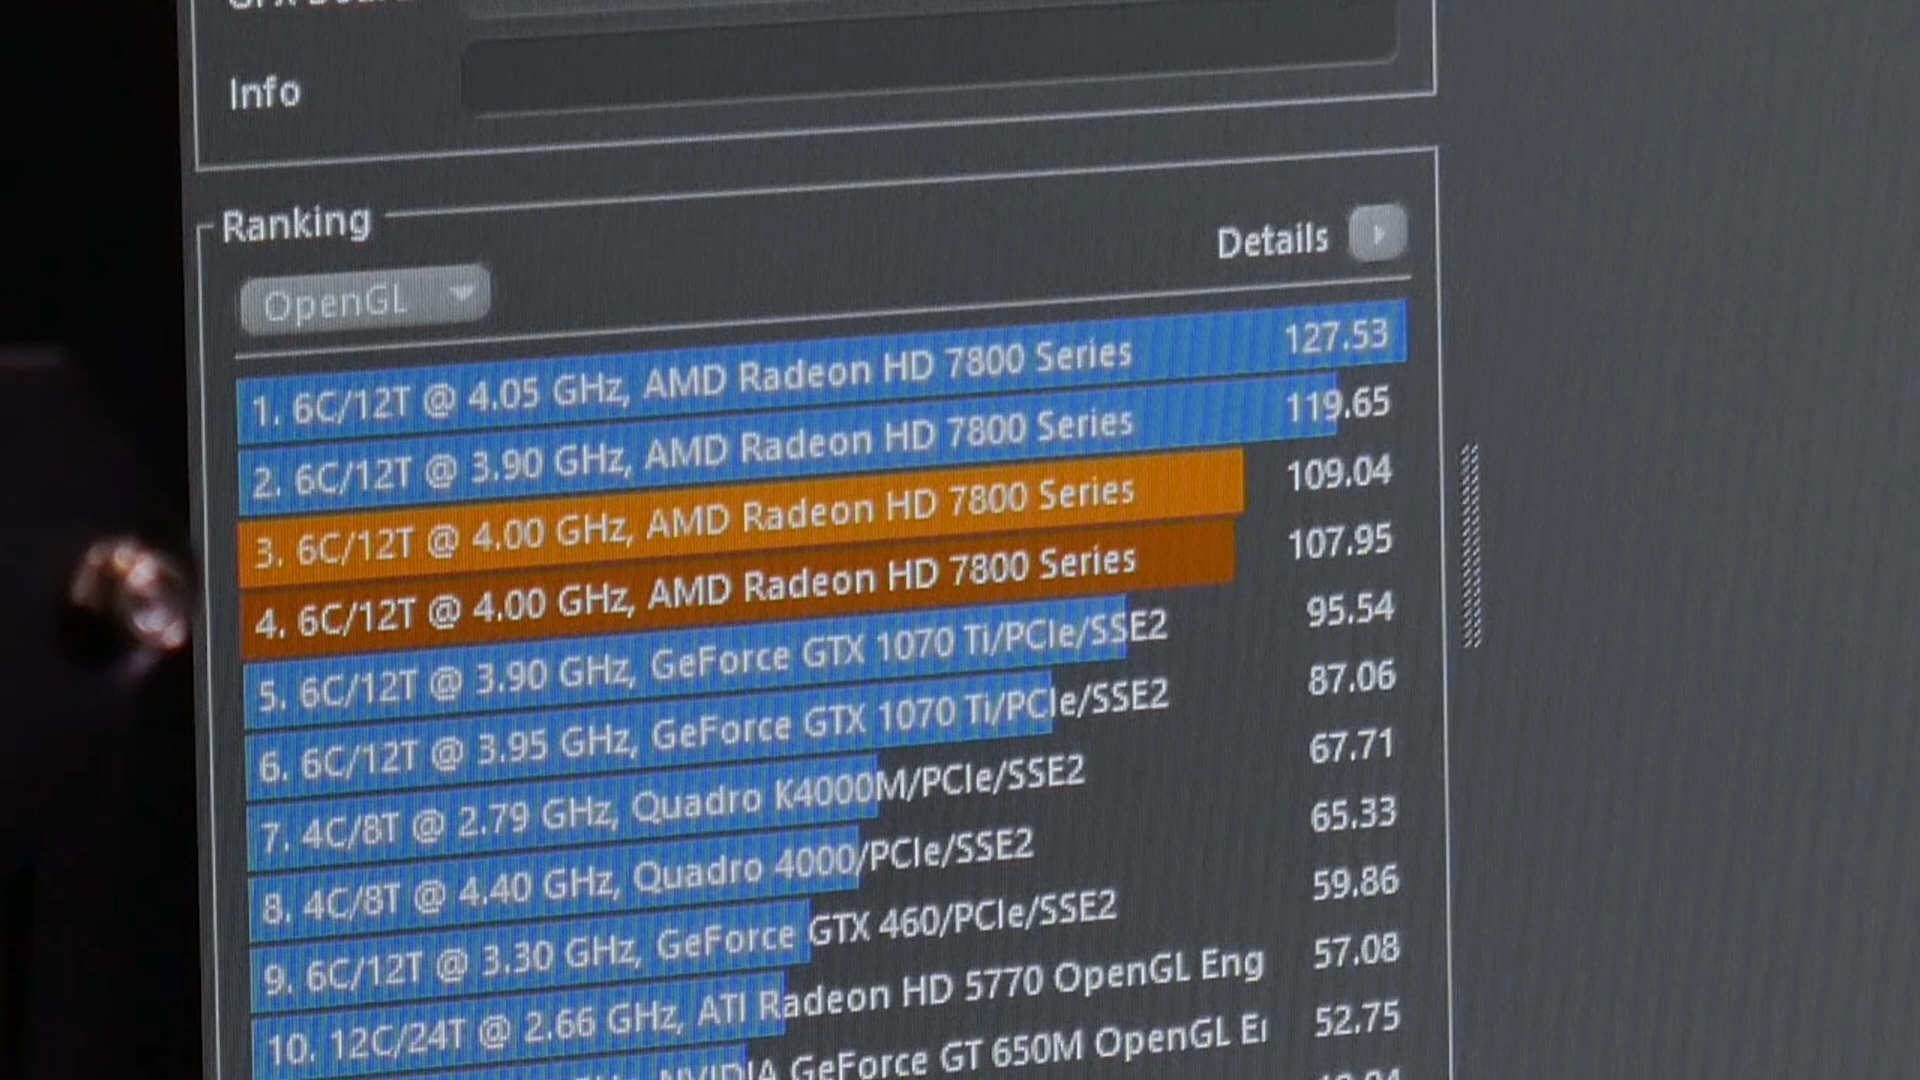 Info
Ranking
Details
OpenGL
1. 6C/12T @ 4.05 GHz, AMD Radeon HD 7800 Series 127.53
2. 6C/12T @ 3.90 GHz, AMD Radeon HD 7800 Series 119.65
3. 6C/12T @ 4.00 GHz, AMD Radeon HD 7800 Series 109.04
4. 6C/12T @ 4.00 GHz, AMD Radeon HD 7800 Series 107.95
5. 6C/12T @ 3.90 GHz, GeForce GTX 1070 Ti/PCIe/SSE2 95.54
6. 6C/12T @ 3.95 GHz, GeForce GTX 1070 Ti/PCIe/SSE2 87.06
7. 4C/8T @ 2.79 GHz, Quadro K4000M/PCIe/SSE2 67.71
8. 4C/8T @ 4.40 GHz, Quadro 4000/PCIe/SSE2 65.33
9. 6C/12T @ 3.30 GHz, GeForce GTX 460/PCIe/SSE2 59.86
10. 12C/24T @ 2.66 GHz, ATI Radeon HD 5770 OpenGL Eng 57.08
NVIDIA GeForce GT 650M OpenGL 52.75